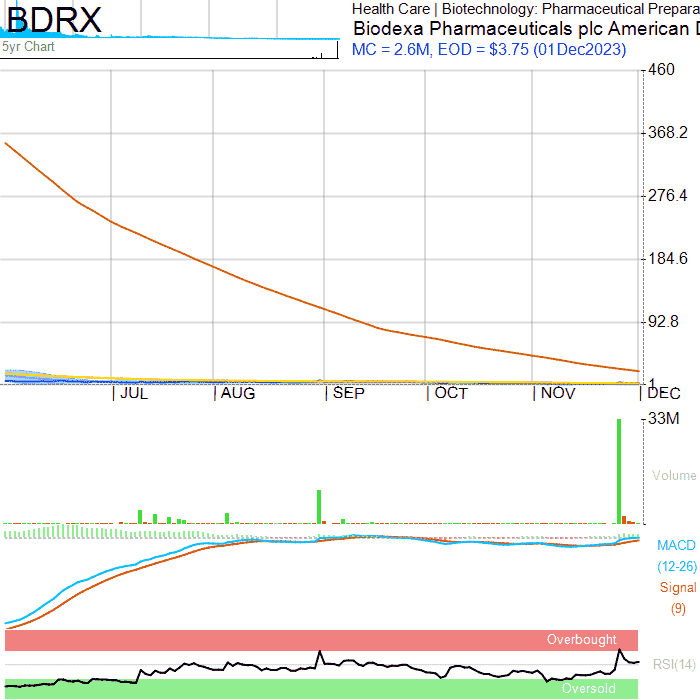 BDRX
Health Care | Biotechnology: Pharmaceutical Prepara
Biodexa Pharmaceuticals plc American D
5yr Chart
MC = 2.6M, EOD = $3.75 (01Dec2023)
460
368.2
276.4
184.6
92.8
1
JUL AUG SEP OCT NOV DEC
33M
Volume
MACD
(12-26)
Signal
(9)
Overbought
RSI(14)
Oversold